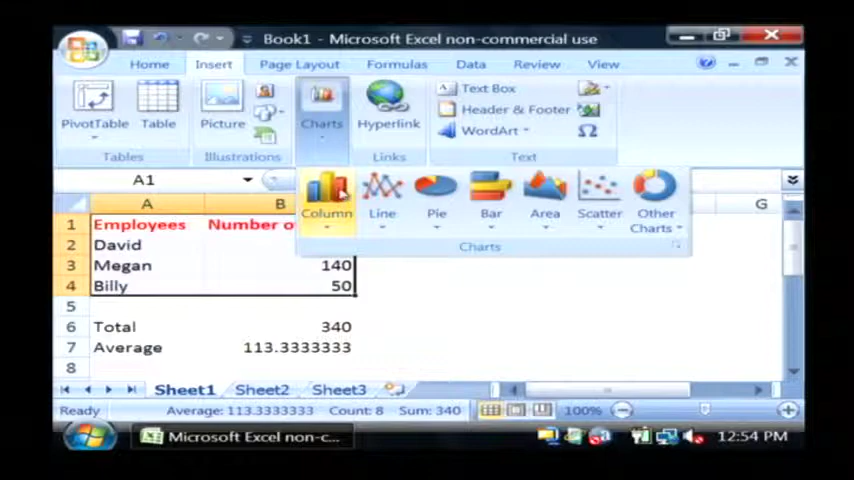 Book1 - Microsoft Excel non-commercial use
Home Insert Page Layout Formulas Data Review View
PivotTable Table Picture Charts Hyperlink
Text Box
Header & Footer
WordArt
Tables Illustrations Links Text
A1
Column Line Pie Bar Area Scatter Other Charts
Charts
A B G
1 Employees Number o
2 David
3 Megan 140
4 Billy 50
5
6 Total 340
7 Average 113.3333333
8
Sheet1 Sheet2 Sheet3
Ready Average: 113.3333333 Count: 8 Sum: 340 100%
Microsoft Excel non-c... 12:54 PM